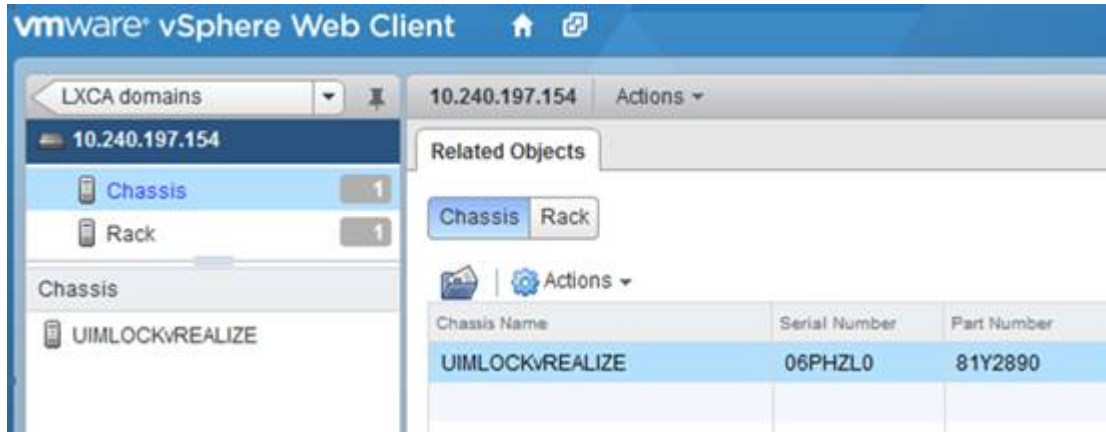 vmware® vSphere Web Client
LXCA domains
10.240.197.154
Chassis 1
Rack 1
Chassis
UIMLOCKvREALIZE
10.240.197.154 Actions
Related Objects
Chassis Rack
Actions
Chassis Name Serial Number Part Number
UIMLOCKvREALIZE 06PHZL0 81Y2890